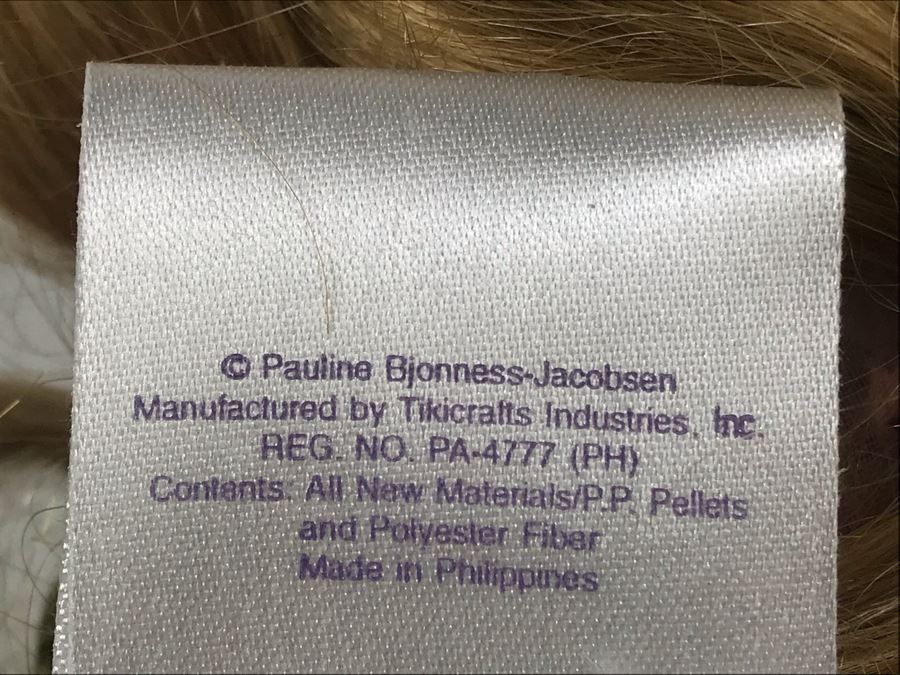 © Pauline Bjonness-Jacobsen
Manufactured by Tikicrafts Industries, Inc.
REG. NO. PA-4777 (PH)
Contents: All New Materials/P.P. Pellets
and Polyester Fiber
Made in Philippines